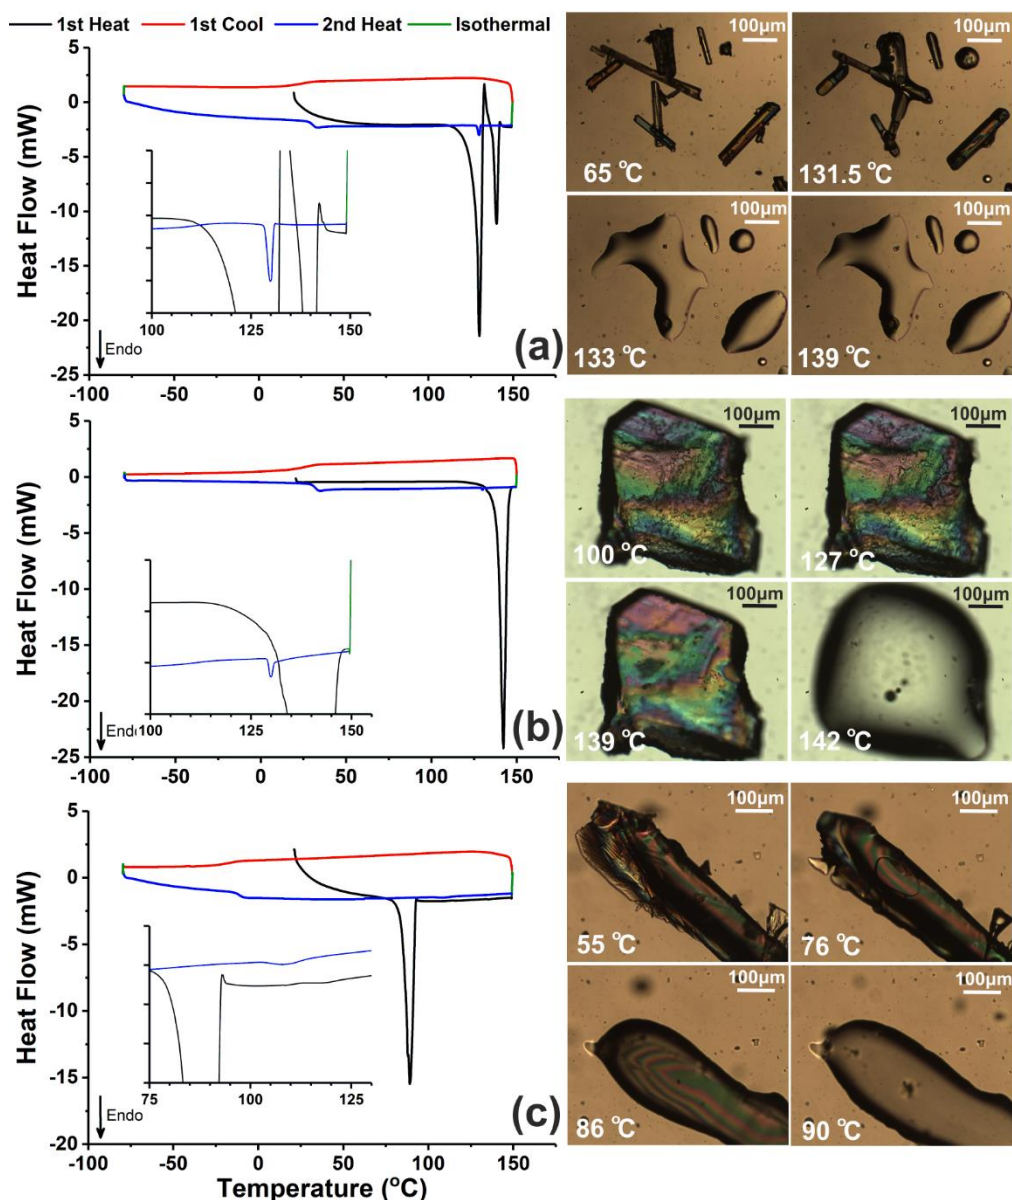 1st Heat 1st Cool 2nd Heat Isothermal
Heat Flow (mW)
5
0
-5
-10
-15
-20
-25
-100 -50 0 50 100 150
100 125 150
Endo
(a)
100µm
65 °C
100µm
131.5 °C
100µm
133 °C
100µm
139 °C
Heat Flow (mW)
5
0
-5
-10
-15
-20
-25
-100 -50 0 50 100 150
100 125 150
(b)
100µm
100 °C
100µm
127 °C
100µm
139 °C
100µm
142 °C
Heat Flow (mW)
5
0
-5
-10
-15
-20
-100 -50 0 50 100 150
75 100 125
Endo
(c)
100µm
55 °C
100µm
76 °C
100µm
86 °C
100µm
90 °C
Temperature (°C)